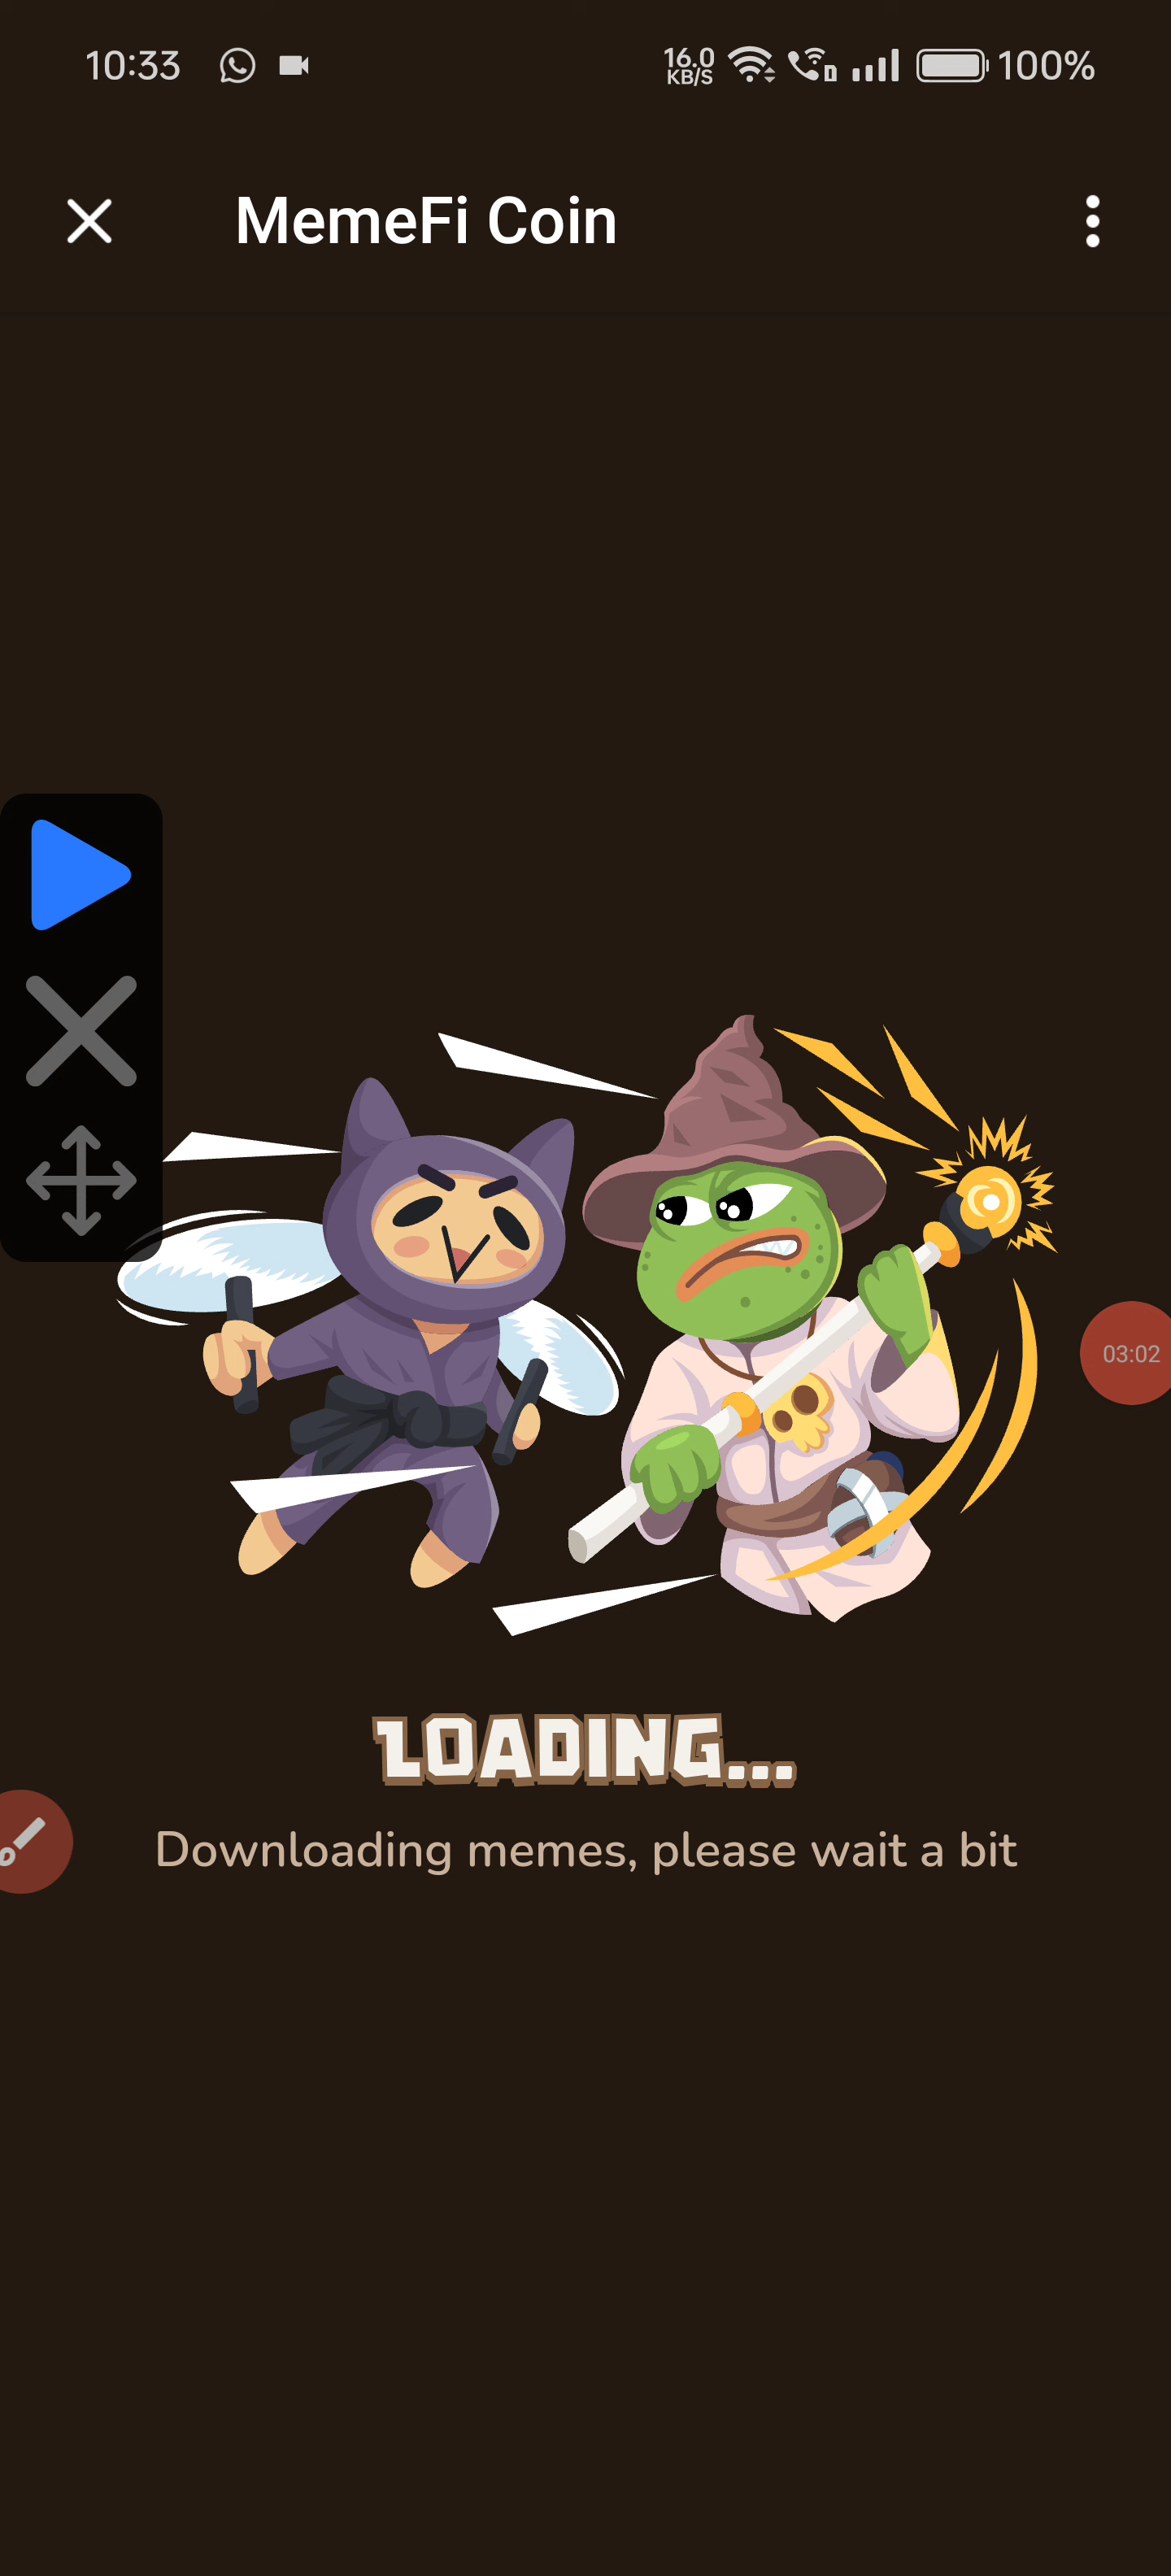 10:33
16.0
KB/S
100%
MemeFi Coin
03:02
LOADING...
Downloading memes, please wait a bit